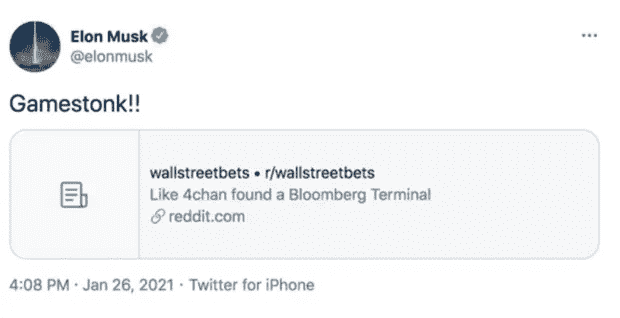 Elon Musk
@elonmusk
Gamestonk!!
wallstreetbets • r/wallstreetbets
Like 4chan found a Bloomberg Terminal
reddit.com
4:08 PM · Jan 26, 2021 · Twitter for iPhone